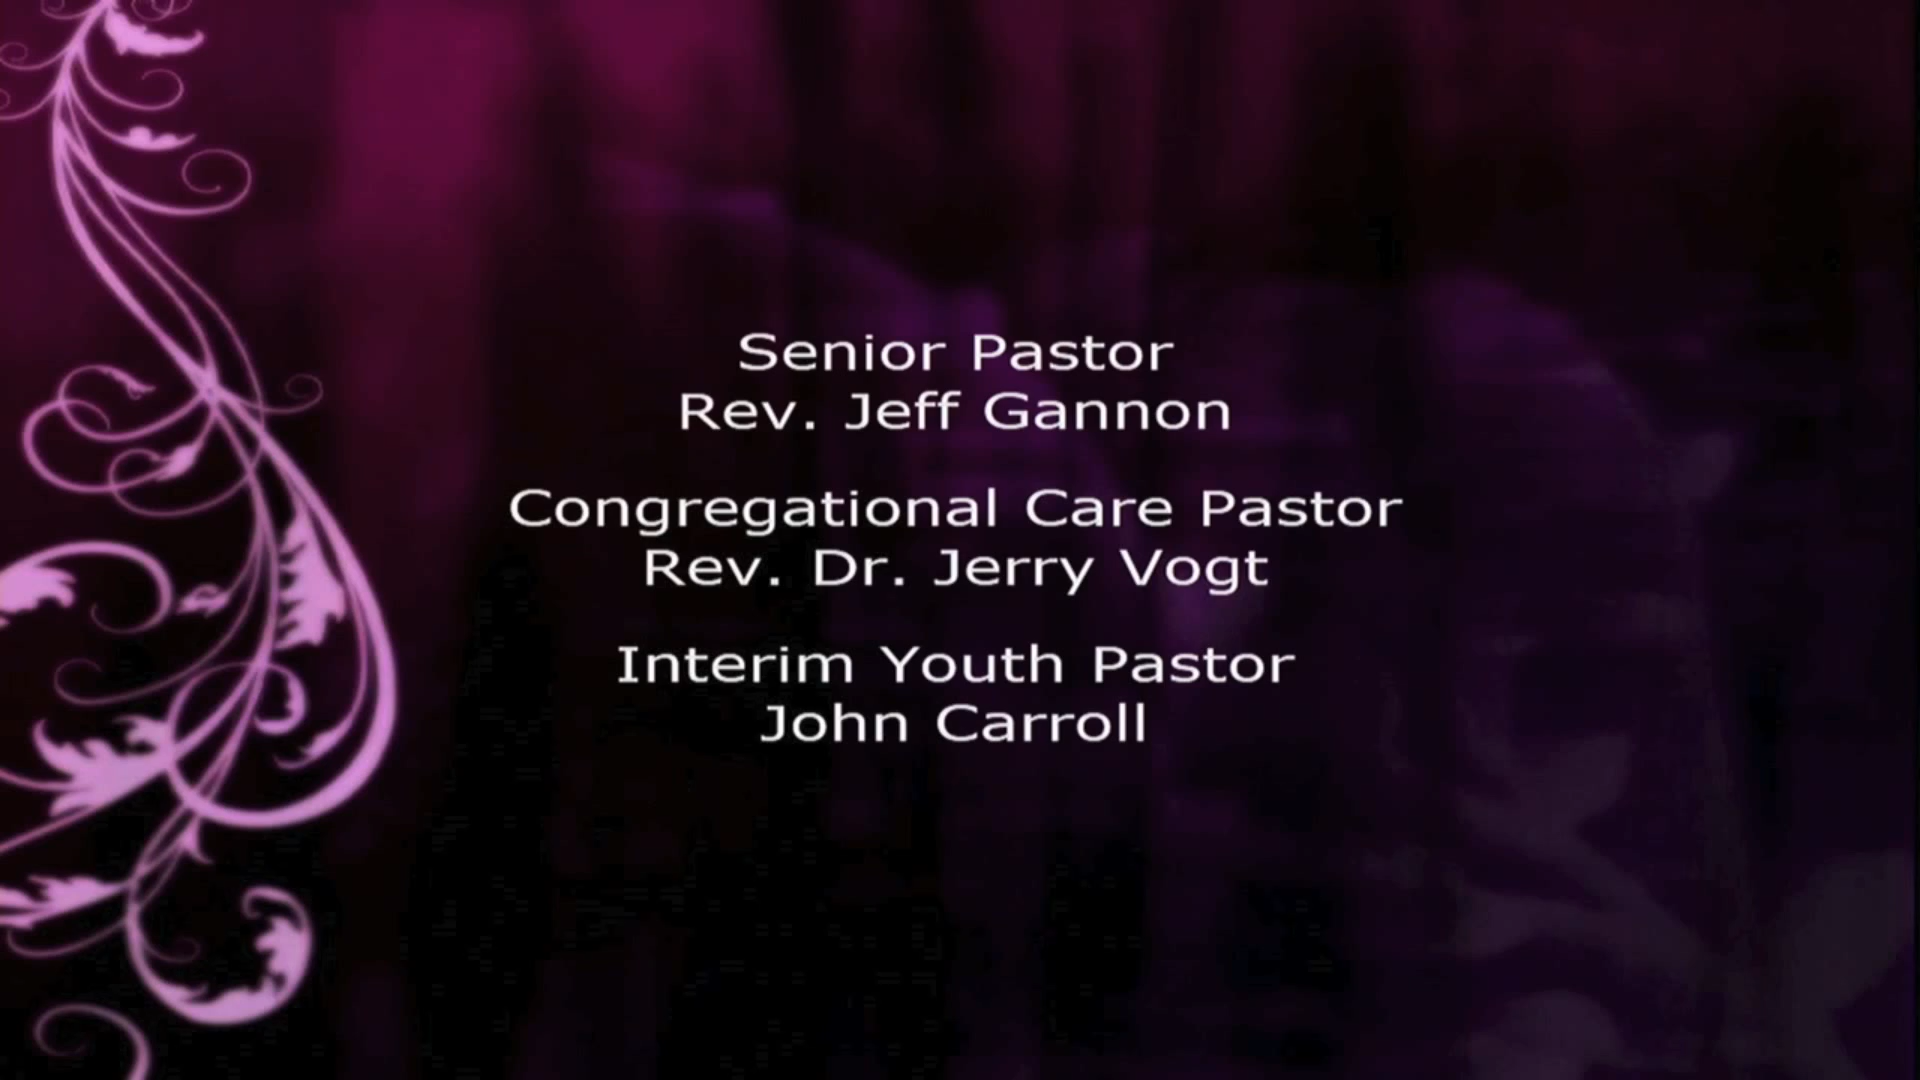 Senior Pastor
Rev. Jeff Gannon
Congregational Care Pastor
Rev. Dr. Jerry Vogt
Interim Youth Pastor
John Carroll